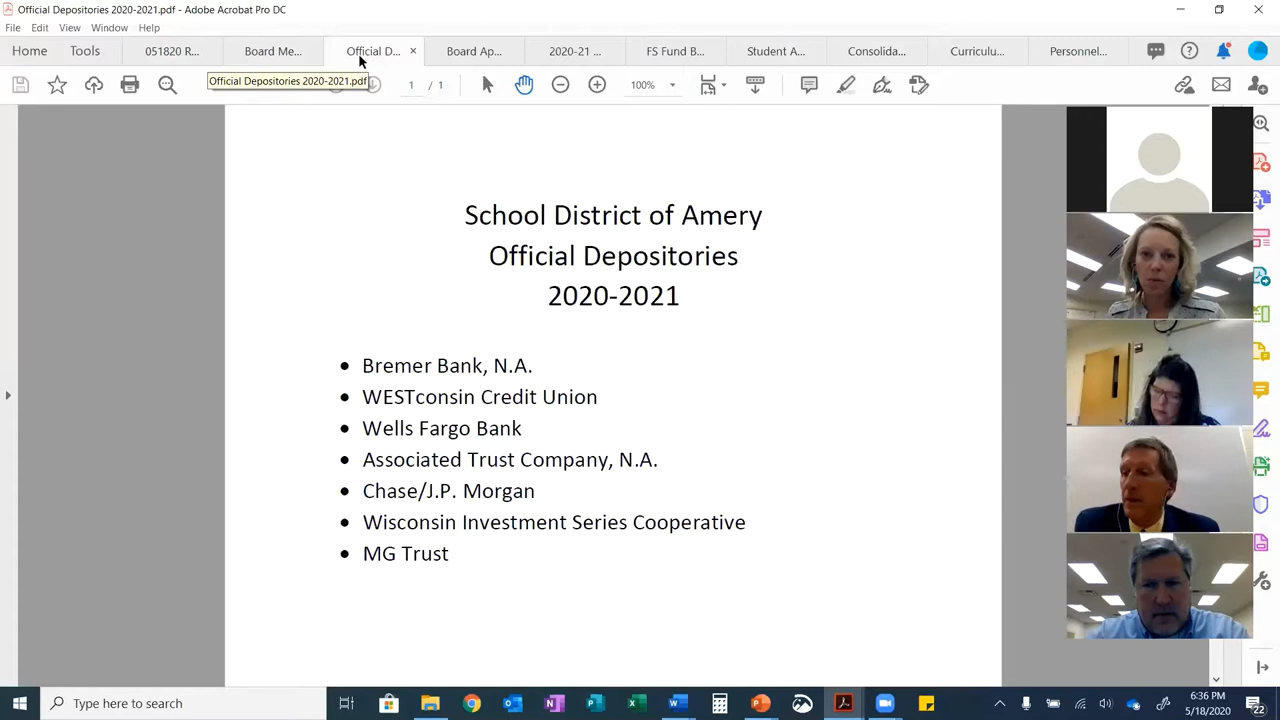 Official Depositories 2020-2021.pdf - Adobe Acrobat Pro DC
File Edit View Window Help
Home Tools 051820 R... Board Me... Official D... × Board Ap... 2020-21 ... FS Fund B... Student A... Consolida... Curriculu... Personnel...
Official Depositories 2020-2021.pdf
1 / 1 100%
School District of Amery
Official Depositories
2020-2021
• Bremer Bank, N.A.
• WESTconsin Credit Union
• Wells Fargo Bank
• Associated Trust Company, N.A.
• Chase/J.P. Morgan
• Wisconsin Investment Series Cooperative
• MG Trust
Type here to search
6:36 PM
5/18/2020
22